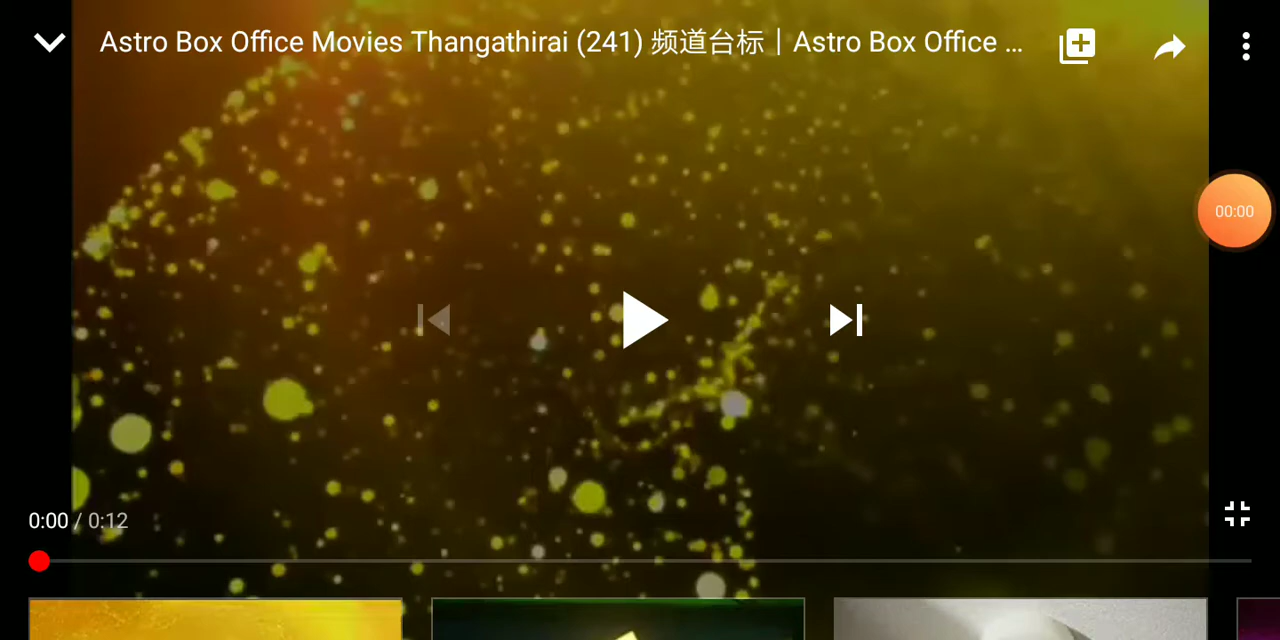 Astro Box Office Movies Thangathirai (241) 频道台标｜Astro Box Office ...
00:00
0:00 / 0:12